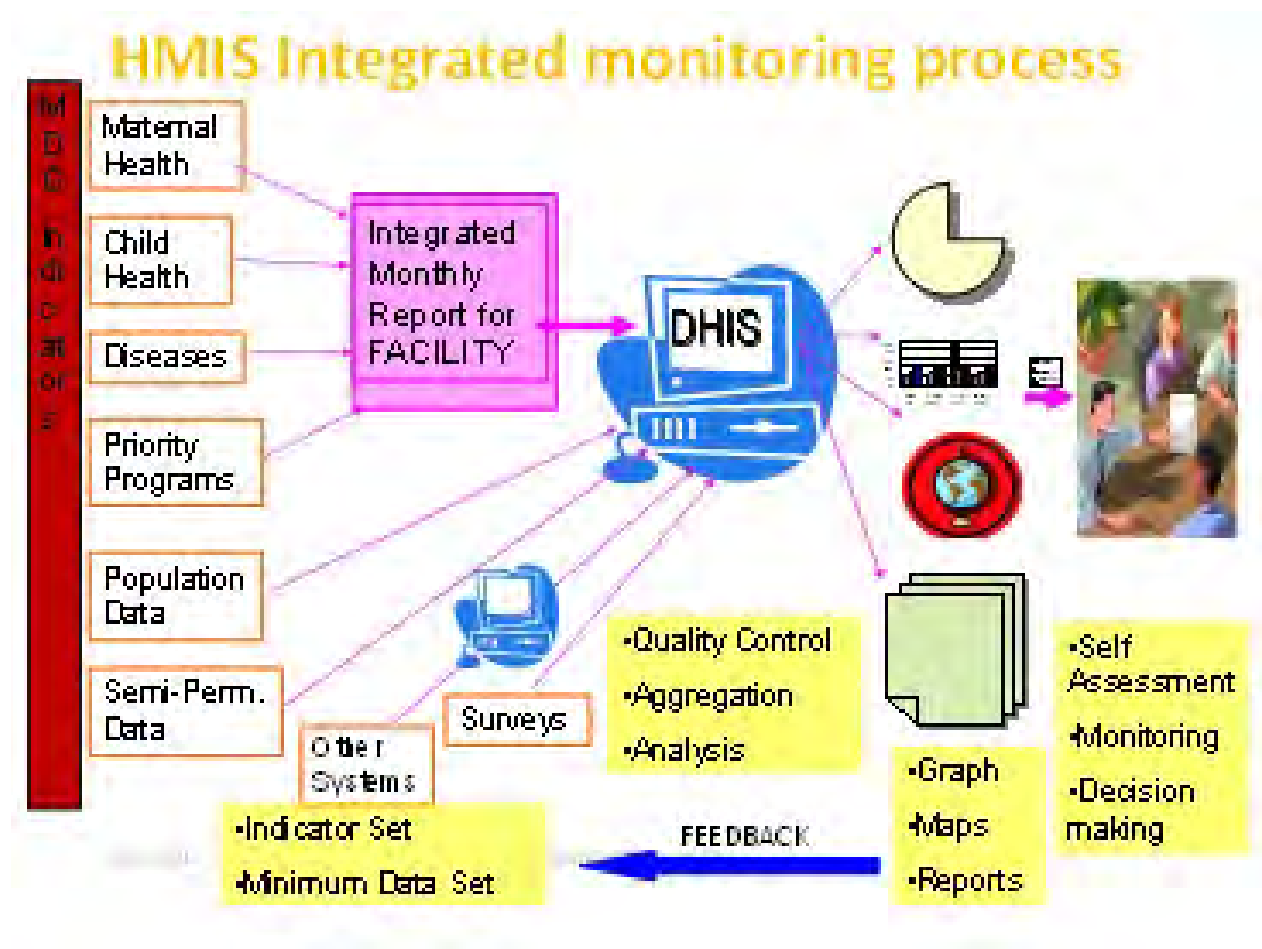 HMIS Integrated monitoring process
MDG Indicators
Maternal
Health
Child
Health
Diseases
Priority
Programs
Population
Data
Semi-Perm.
Data
Other
Systems
Surveys
Integrated
Monthly
Report for
FACILITY
DHIS
•Quality Control
•Aggregation
•Analysis
•Self
Assessment
•Monitoring
•Decision
making
•Graph
•Maps
•Reports
FEEDBACK
•Indicator Set
•Minimum Data Set